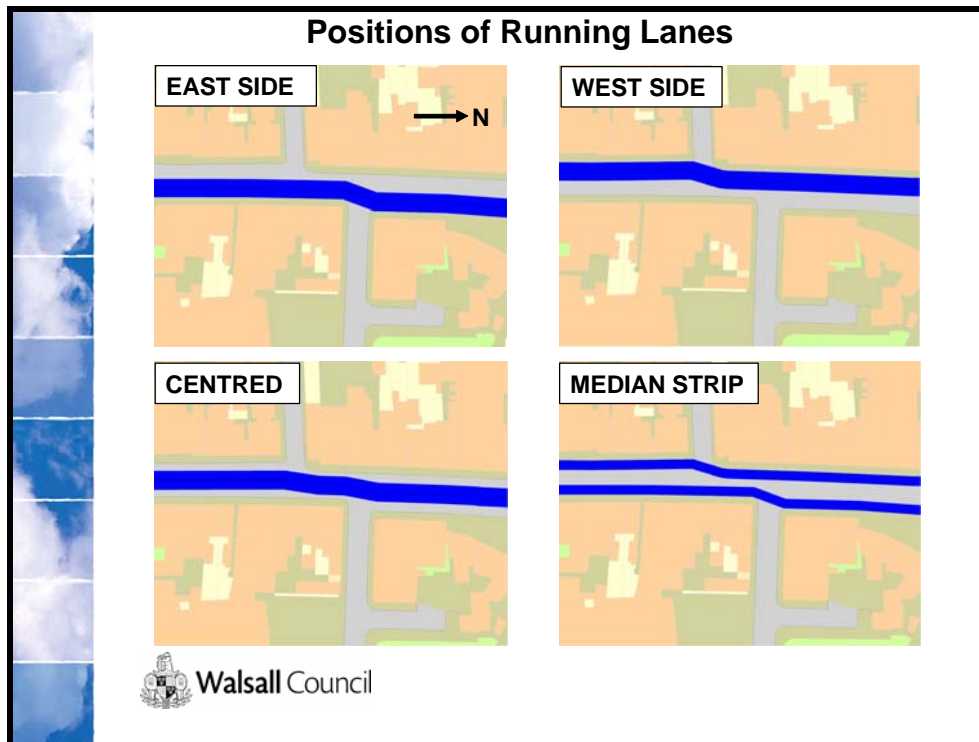 Positions of Running Lanes
EAST SIDE
N
WEST SIDE
CENTRED
MEDIAN STRIP
Walsall Council